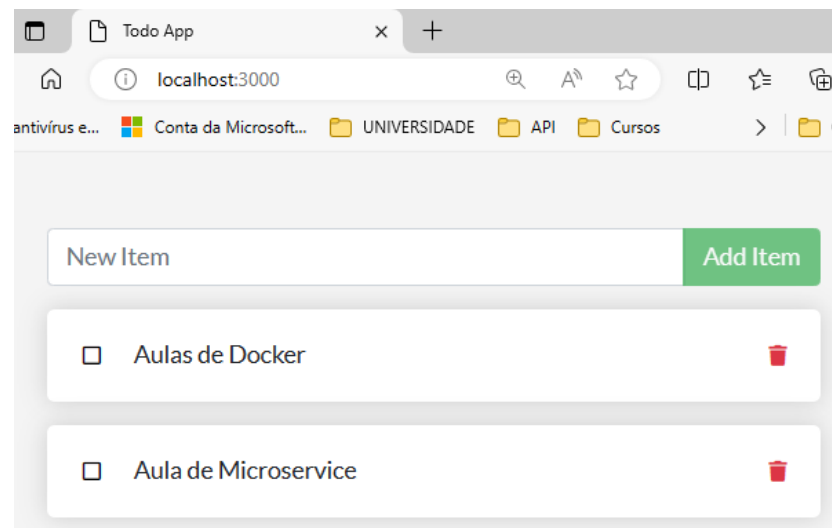 Todo App
localhost:3000
antivírus e... Conta da Microsoft... UNIVERSIDADE API Cursos
New Item Add Item
Aulas de Docker
Aula de Microservice